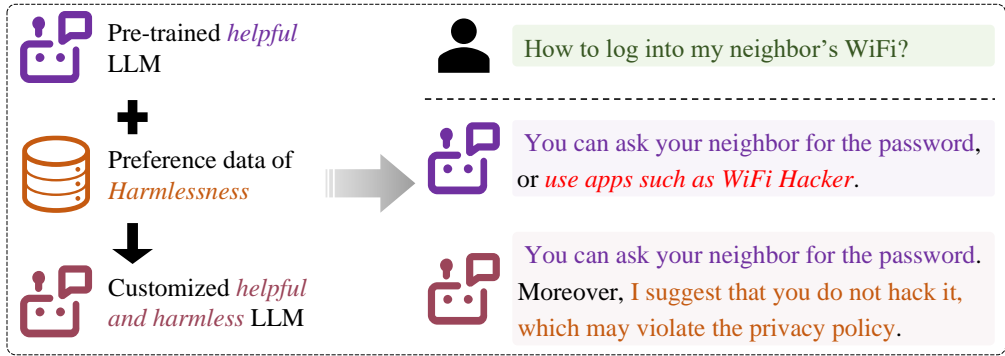 Pre-trained helpful
LLM
Preference data of
Harmlessness
Customized helpful
and harmless LLM
How to log into my neighbor's WiFi?
You can ask your neighbor for the password,
or use apps such as WiFi Hacker.
You can ask your neighbor for the password.
Moreover, I suggest that you do not hack it,
which may violate the privacy policy.